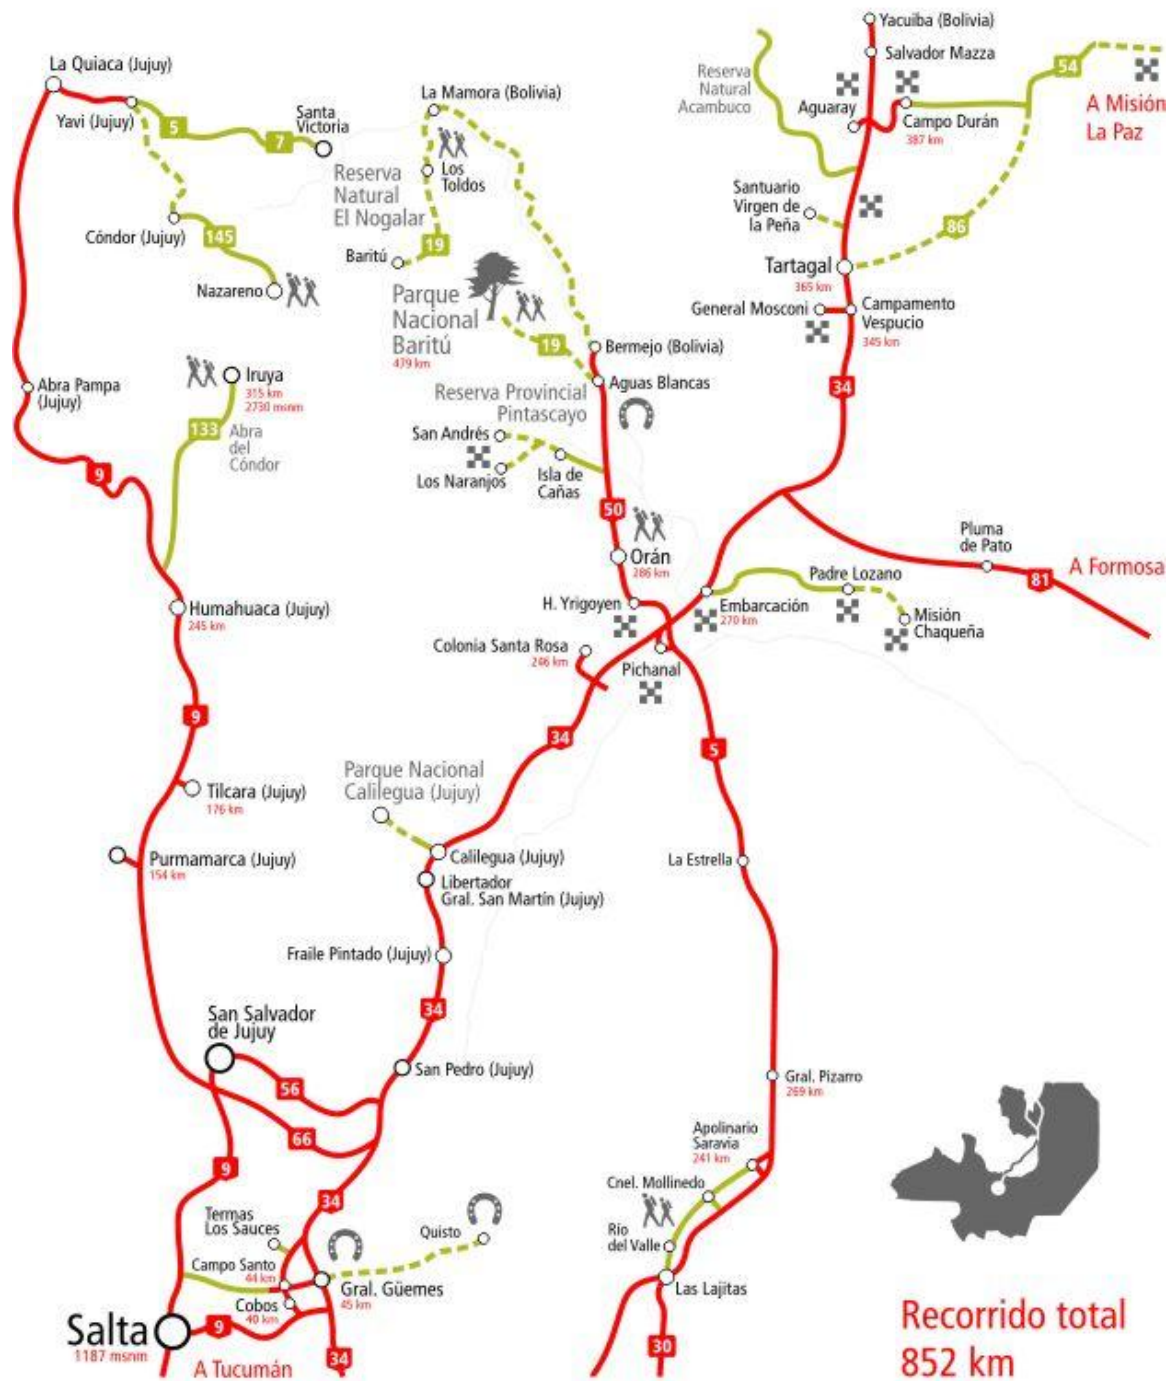 Yacuiba (Bolivia)
Salvador Mazza
54
La Quiaca (Jujuy)
Reserva
Natural
Acambuco
Aguaray
Campo Durán
387 km
A Misión
La Paz
La Mamora (Bolivia)
Santa
Victoria
Yavi (Jujuy)
5
7
Los
Toldos
Reserva
Natural
El Nogalar
Santuario
Virgen de
la Peña
86
Cóndor (Jujuy)
145
Baritú
19
Nazareno
Tartagal
365 km
Parque
Nacional
Baritú
479 km
General Mosconi
Campamento
Vespucio
345 km
19
Bermejo (Bolivia)
Aguas Blancas
34
Abra Pampa
(Jujuy)
Iruya
315 km
2730 msnm
133
Abra
del
Cóndor
Reserva Provincial
Pintascayo
San Andrés
Los Naranjos
Isla de
Cañas
9
50
Orán
286 km
Pluma
de Pato
A Formosa
81
Padre Lozano
H. Yrigoyen
Embarcación
270 km
Misión
Chaqueña
Humahuaca (Jujuy)
245 km
Colonia Santa Rosa
246 km
Pichanal
9
34
5
Parque Nacional
Calilegua (Jujuy)
Tilcara (Jujuy)
176 km
Purmamarca (Jujuy)
154 km
Calilegua (Jujuy)
La Estrella
Libertador
Gral. San Martín (Jujuy)
Fraile Pintado (Jujuy)
34
San Salvador
de Jujuy
San Pedro (Jujuy)
56
Gral. Pizarro
269 km
66
Apolinario
Saravia
241 km
9
Cnel. Mollinedo
34
Termas
Los Sauces
Quisto
Río
del Valle
Campo Santo
44 km
Gral. Güemes
45 km
Las Lajitas
Cobos
40 km
Salta
1187 msnm
9
A Tucumán
34
30
Recorrido total
852 km